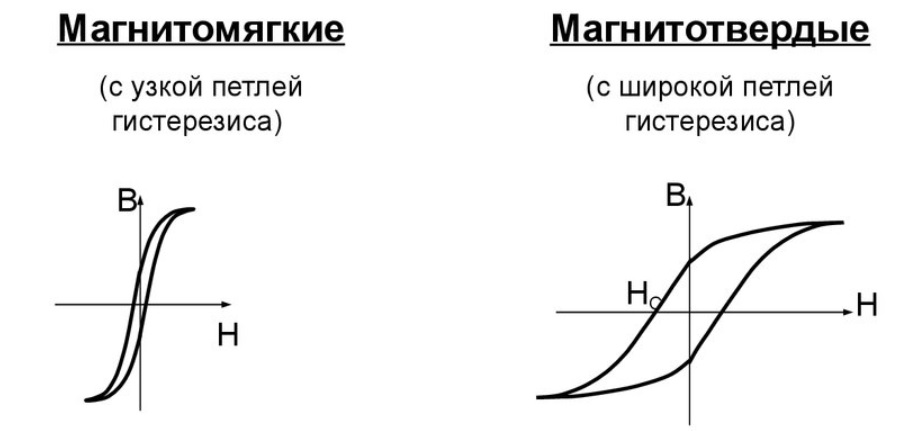 Магнитомягкие
(с узкой петлей
гистерезиса)
B
H
Магнитотвердые
(с широкой петлей
гистерезиса)
B
Hc
H